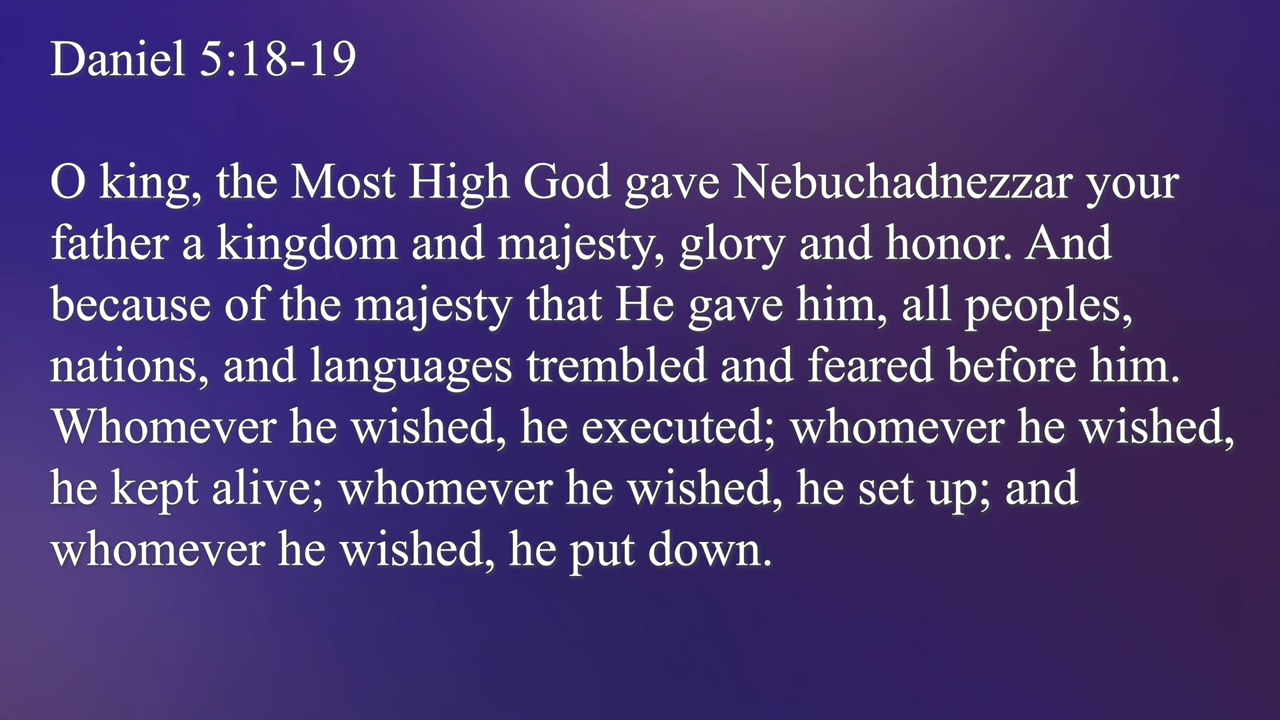 Daniel 5:18-19
O king, the Most High God gave Nebuchadnezzar your
father a kingdom and majesty, glory and honor. And
because of the majesty that He gave him, all peoples,
nations, and languages trembled and feared before him.
Whomever he wished, he executed; whomever he wished,
he kept alive; whomever he wished, he set up; and
whomever he wished, he put down.